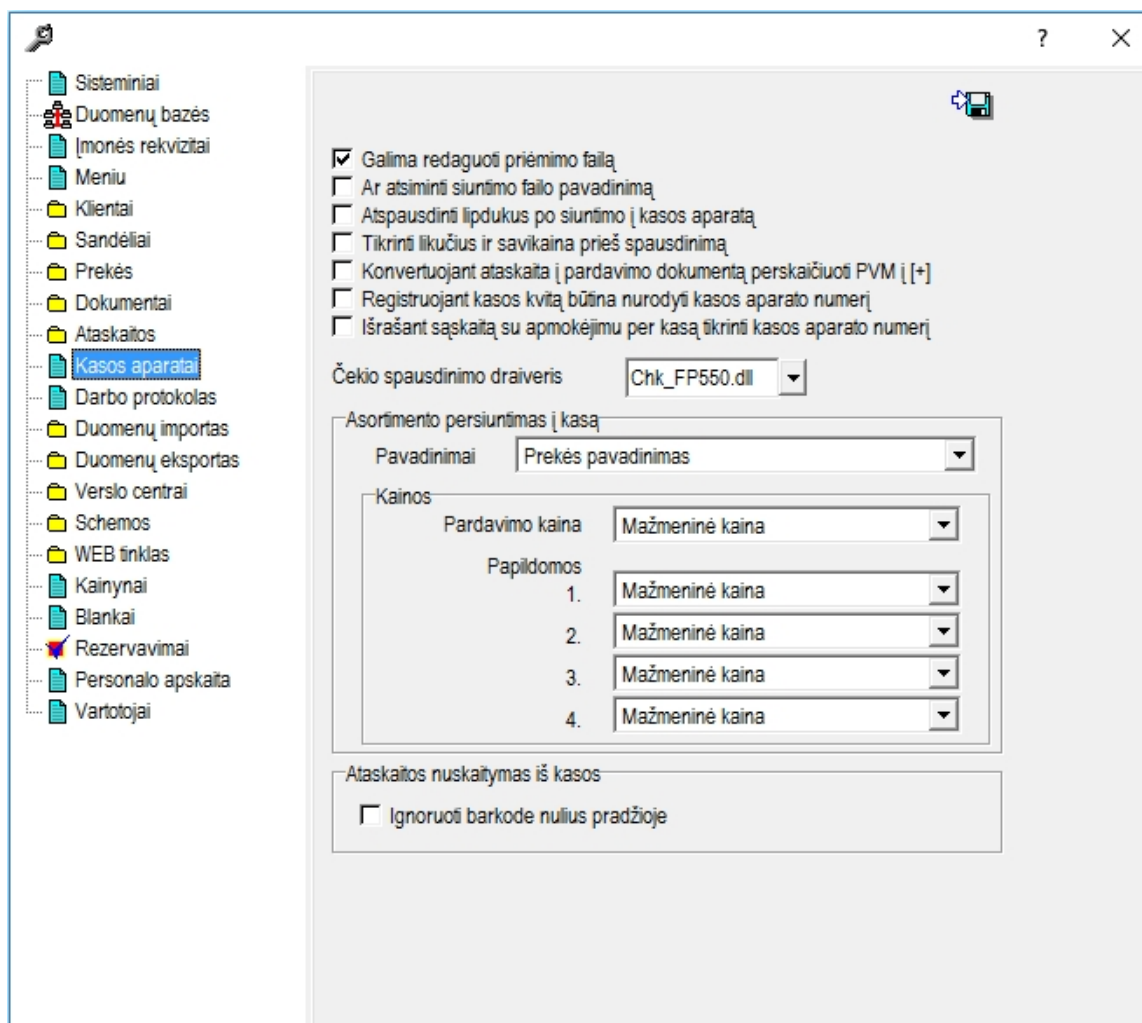 ?
Sisteminiai
Duomenų bazės
Įmonės rekvizitai
Meniu
Klientai
Sandėliai
Prekės
Dokumentai
Ataskaitos
Kasos aparatai
Darbo protokolas
Duomenų importas
Duomenų eksportas
Verslo centrai
Schemos
WEB tinklas
Kainynai
Blankai
Rezervavimai
Personalo apskaita
Vartotojai
Galima redaguoti priėmimo failą
Ar atsiminti siuntimo failo pavadinimą
Atspausdinti lipdukus po siuntimo į kasos aparatą
Tikrinti likučius ir savikaina prieš spausdinimą
Konvertuojant ataskaita į pardavimo dokumentą perskaičiuoti PVM į [+]
Registruojant kasos kvitą būtina nurodyti kasos aparato numerį
Išrašant sąskaitą su apmokėjimu per kasą tikrinti kasos aparato numerį
Čekio spausdinimo draiveris Chk_FP550.dll
Asortimento persiuntimas į kasą
Pavadinimai Prekės pavadinimas
Kainos
Pardavimo kaina Mažmeninė kaina
Papildomos
1. Mažmeninė kaina
2. Mažmeninė kaina
3. Mažmeninė kaina
4. Mažmeninė kaina
Ataskaitos nuskaitymas iš kasos
Ignoruoti barkode nulius pradžioje